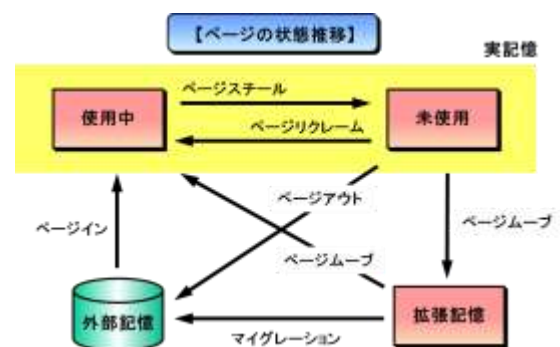 【ページの状態推移】
実記憶
ページスチール
使用中
未使用
ページリクレーム
ページアウト
ページイン
ページムーブ
ページムーブ
外部記憶
拡張記憶
マイグレーション